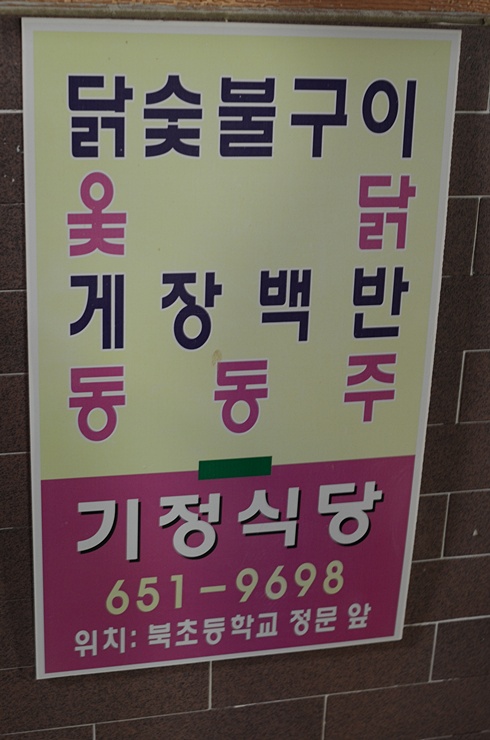 닭숯불구이
옻 닭
게 장 백 반
동 동 주
기정식당
651-9698
위치: 북초등학교 정문 앞